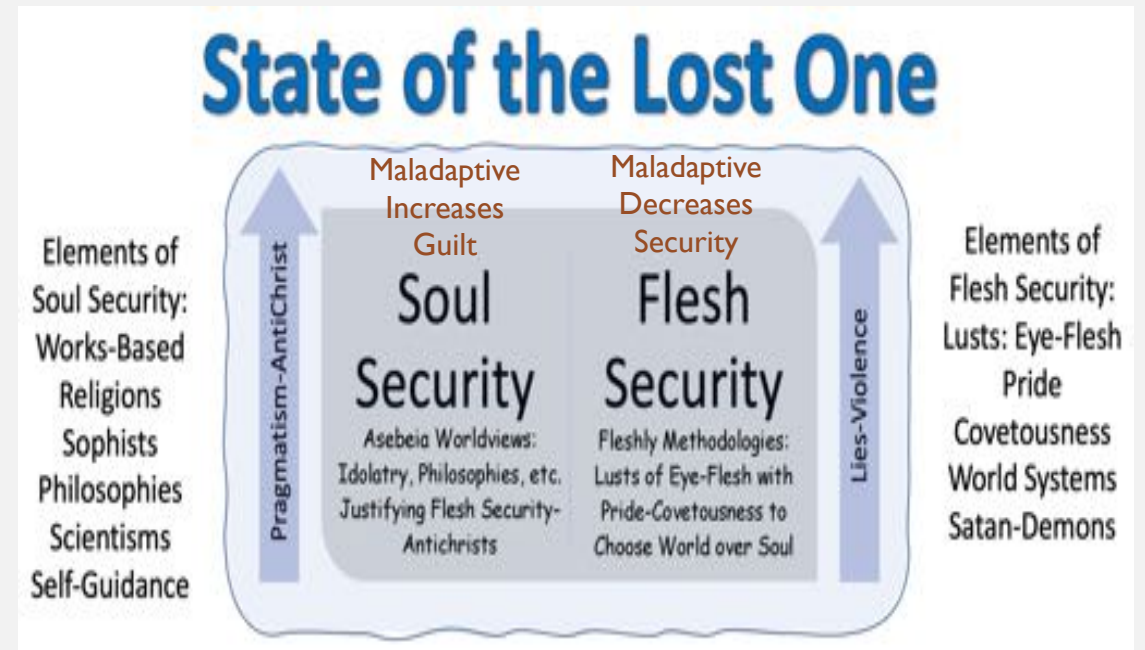 State of the Lost One
Elements of
Soul Security:
Works-Based
Religions
Sophists
Philosophies
Scientisms
Self-Guidance
Pragmatism-AntiChrist
Maladaptive
Increases
Guilt
Soul
Security
Asebeia Worldviews:
Idolatry, Philosophies, etc.
Justifying Flesh Security-
Antichrists
Maladaptive
Decreases
Security
Flesh
Security
Fleshly Methodologies:
Lusts of Eye-Flesh with
Pride-Covetousness to
Choose World over Soul
Lies-Violence
Elements of
Flesh Security:
Lusts: Eye-Flesh
Pride
Covetousness
World Systems
Satan-Demons